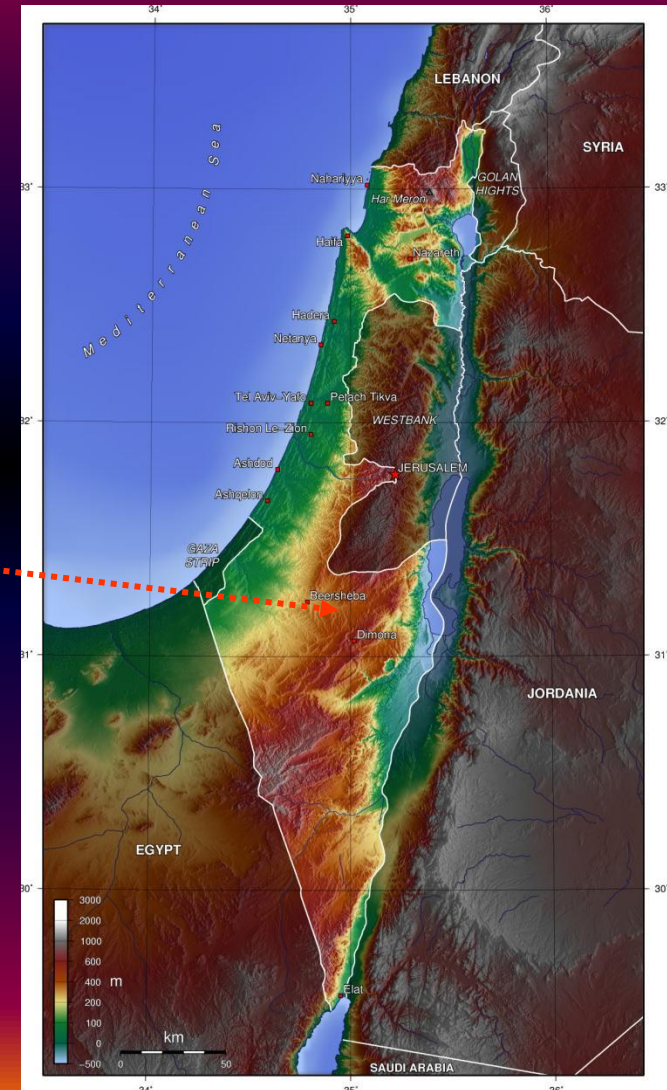 34°
35°
36°
LEBANON
SYRIA
33°
33°
Nahariyya
GOLAN
HIGHTS
Har Meron
Haifa
Nazareth
Mediterranean Sea
Hadera
Netanya
32°
32°
Tel Aviv-Yafo
Petach Tikva
WESTBANK
Rishon Le-Zion
Ashdod
JERUSALEM
Ashqelon
GAZA
STRIP
Beersheba
31°
31°
Dimona
JORDANIA
EGYPT
30°
30°
3000
2000
1000
600
400
200
100
0
-500
m
km
0
50
Elat
SAUDI ARABIA
34°
35°
36°